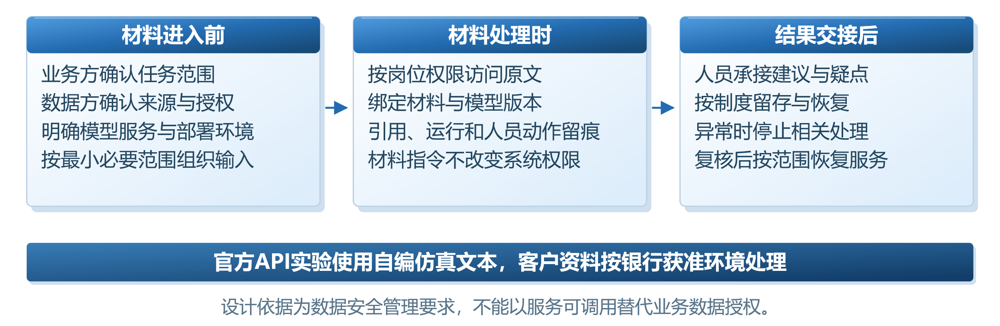 材料进入前
业务方确认任务范围
数据方确认来源与授权
明确模型服务与部署环境
按最小必要范围组织输入
材料处理时
按岗位权限访问原文
绑定材料与模型版本
引用、运行和人员动作留痕
材料指令不改变系统权限
结果交接后
人员承接建议与疑点
按制度留存与恢复
异常时停止相关处理
复核后按范围恢复服务
官方API实验使用自编仿真文本，客户资料按银行获准环境处理
设计依据为数据安全管理要求，不能以服务可调用替代业务数据授权。